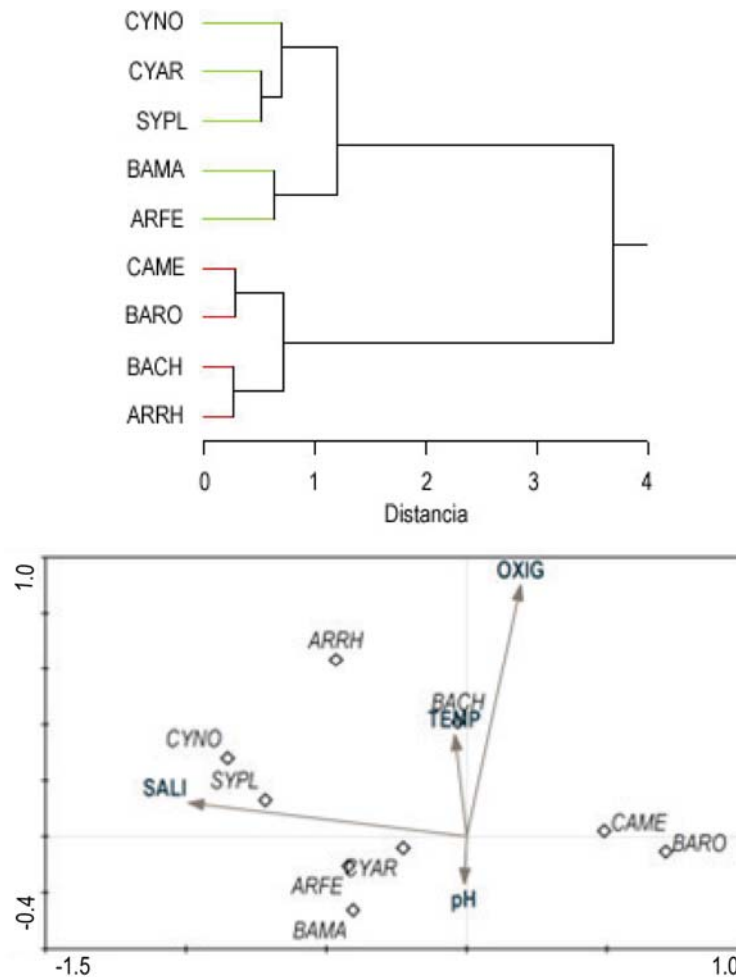 CYNO
CYAR
SYPL
BAMA
ARFE
CAME
BARO
BACH
ARRH
0 1 2 3 4
Distancia
1.0
OXIG
ARRH
BACH
TEMP
CYNO
SYPL
SALI
CAME
BARO
CYAR
ARFE
pH
BAMA
-0.4
-1.5 1.0